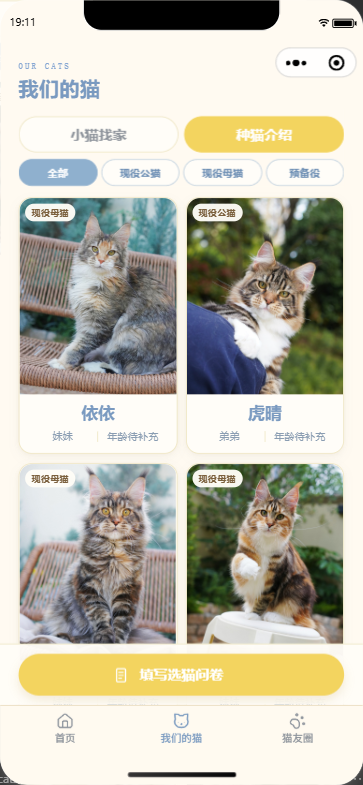 19:11
OUR CATS
我们的猫
小猫找家
种猫介绍
全部
现役公猫
现役母猫
预备役
现役母猫
现役公猫
依依
虎晴
妹妹
年龄待补充
弟弟
年龄待补充
现役母猫
现役母猫
填写选猫问卷
首页
我们的猫
猫友圈